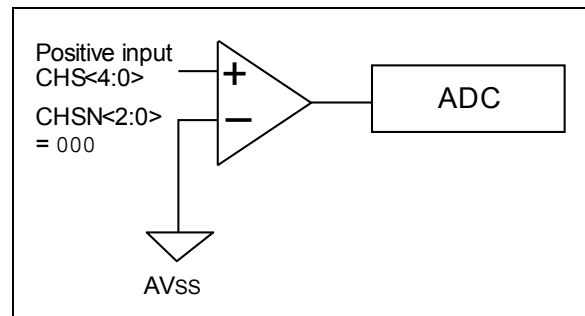 Positive input
CHS<4:0>
CHSN<2:0>
= 000
+
–
ADC
AVSS